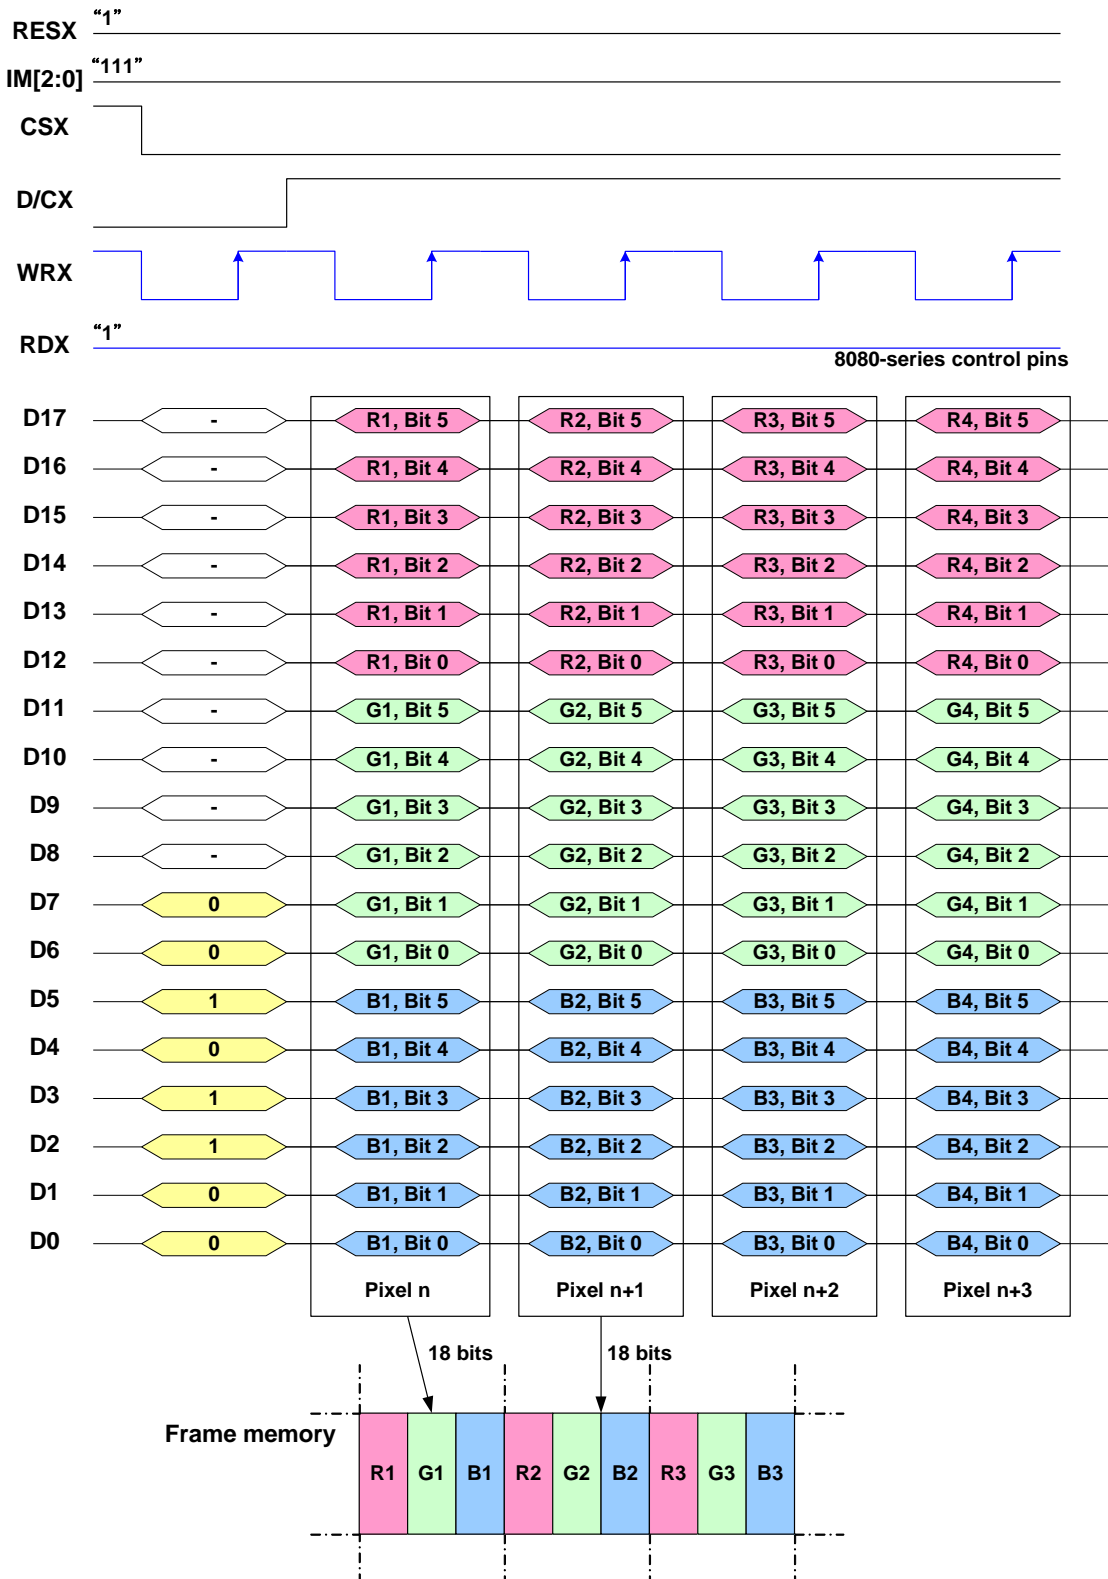 RESX “1”
IM[2:0] “111”
CSX
D/CX
WRX
RDX “1”
8080-series control pins
D17 - R1, Bit 5 R2, Bit 5 R3, Bit 5 R4, Bit 5
D16 - R1, Bit 4 R2, Bit 4 R3, Bit 4 R4, Bit 4
D15 - R1, Bit 3 R2, Bit 3 R3, Bit 3 R4, Bit 3
D14 - R1, Bit 2 R2, Bit 2 R3, Bit 2 R4, Bit 2
D13 - R1, Bit 1 R2, Bit 1 R3, Bit 1 R4, Bit 1
D12 - R1, Bit 0 R2, Bit 0 R3, Bit 0 R4, Bit 0
D11 - G1, Bit 5 G2, Bit 5 G3, Bit 5 G4, Bit 5
D10 - G1, Bit 4 G2, Bit 4 G3, Bit 4 G4, Bit 4
D9 - G1, Bit 3 G2, Bit 3 G3, Bit 3 G4, Bit 3
D8 - G1, Bit 2 G2, Bit 2 G3, Bit 2 G4, Bit 2
D7 0 G1, Bit 1 G2, Bit 1 G3, Bit 1 G4, Bit 1
D6 0 G1, Bit 0 G2, Bit 0 G3, Bit 0 G4, Bit 0
D5 1 B1, Bit 5 B2, Bit 5 B3, Bit 5 B4, Bit 5
D4 0 B1, Bit 4 B2, Bit 4 B3, Bit 4 B4, Bit 4
D3 1 B1, Bit 3 B2, Bit 3 B3, Bit 3 B4, Bit 3
D2 1 B1, Bit 2 B2, Bit 2 B3, Bit 2 B4, Bit 2
D1 0 B1, Bit 1 B2, Bit 1 B3, Bit 1 B4, Bit 1
D0 0 B1, Bit 0 B2, Bit 0 B3, Bit 0 B4, Bit 0
Pixel n Pixel n+1 Pixel n+2 Pixel n+3
18 bits 18 bits
Frame memory
R1 G1 B1 R2 G2 B2 R3 G3 B3